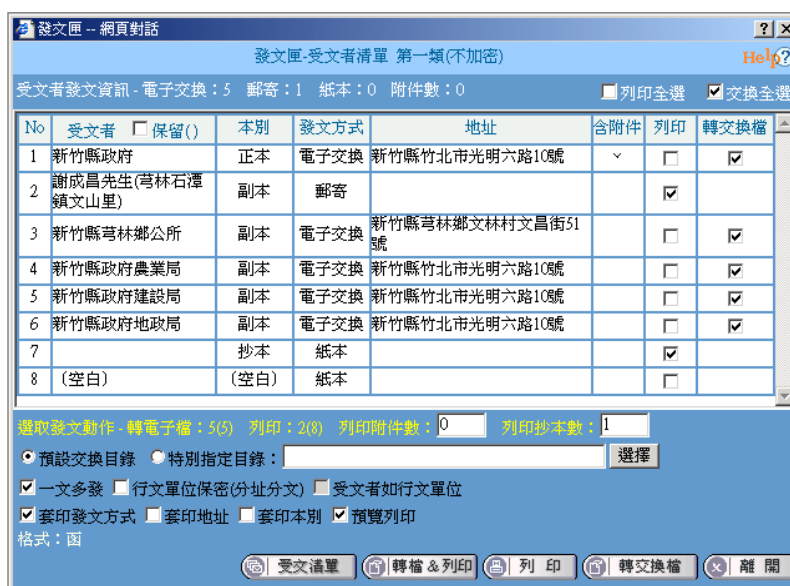 發文匣 -- 網頁對話
發文匣-受文者清單 第一類(不加密)
Help
受文者發文資訊 - 電子交換：5 郵寄：1 紙本：0 附件數：0 列印全選 交換全選
No 受文者 保留() 本別 發文方式 地址 含附件 列印 轉交換檔
1 新竹縣政府 正本 電子交換 新竹縣竹北市光明六路10號 ˇ
謝成昌先生(芎林石潭
2 副本 郵寄
鎮文山里)
3 新竹縣芎林鄉公所 副本 電子交換 新竹縣芎林鄉文林村文昌街51
號
4 新竹縣政府農業局 副本 電子交換 新竹縣竹北市光明六路10號
5 新竹縣政府建設局 副本 電子交換 新竹縣竹北市光明六路10號
6 新竹縣政府地政局 副本 電子交換 新竹縣竹北市光明六路10號
7 抄本 紙本
8 (空白) (空白) 紙本
選取發文動作 - 轉電子檔：5(5) 列印：2(8) 列印附件數：0 列印抄本數：1
預設交換目錄 特別指定目錄： 選擇
一文多發 行文單位保密(分址分文) 受文者如行文單位
套印發文方式 套印地址 套印本別 預覽列印
格式：函
受文清單 轉檔 & 列印 列 印 轉交換檔 離 開